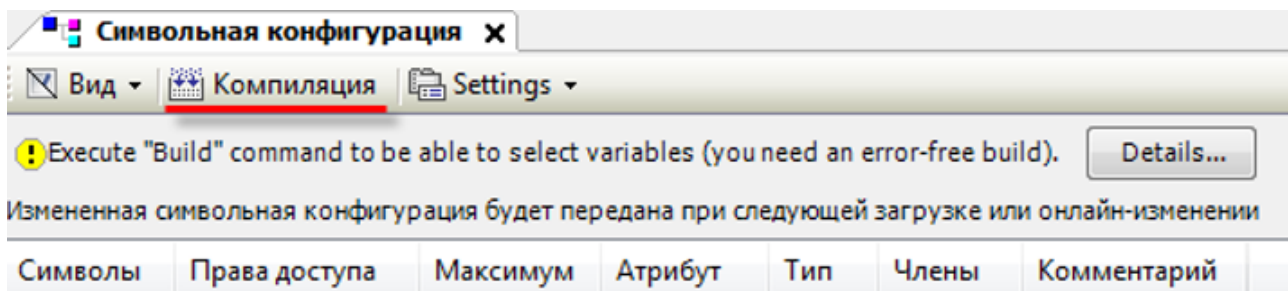 Символьная конфигурация X
Вид Компиляция Settings
Execute "Build" command to be able to select variables (you need an error-free build). Details...
Измененная символьная конфигурация будет передана при следующей загрузке или онлайн-изменении
Символы Права доступа Максимум Атрибут Тип Члены Комментарий